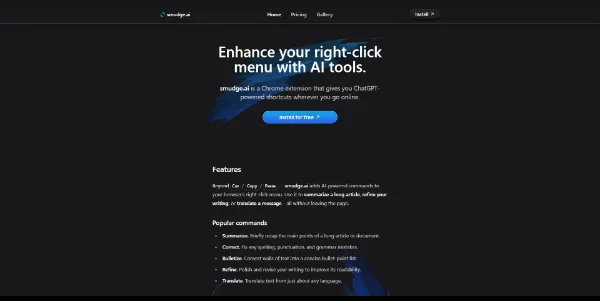 smudge.ai
Home Pricing Gallery
Install ↗
Enhance your right-click
menu with AI tools.
smudge.ai is a Chrome extension that gives you ChatGPT-
powered shortcuts wherever you go online.
Install for free ↗
Features
Beyond Cut / Copy / Paste smudge.ai adds AI-powered commands to
your browser's right-click menu. Use it to summarize a long article, refine your
writing, or translate a message all without leaving the page.
Popular commands
• Summarize. Briefly recap the main points of a long article or document.
• Correct. Fix any spelling, punctuation, and grammar mistakes.
• Bulletize. Convert walls of text into a concise bullet-point list.
• Refine. Polish and revise your writing to improve its readability.
• Translate. Translate text from just about any language.